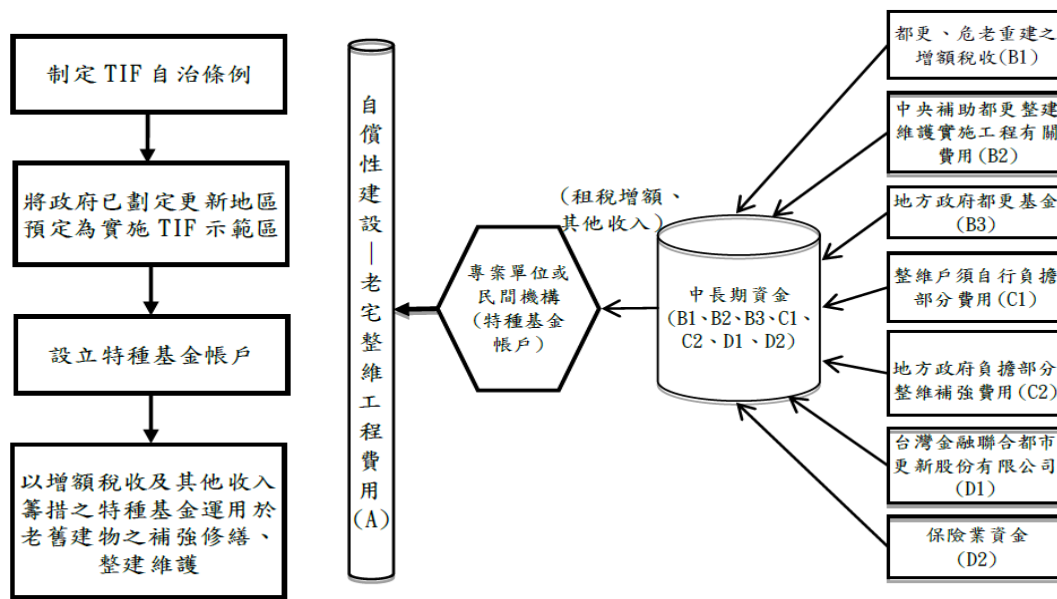 制定 TIF 自治條例
將政府已劃定更新地區
預定為實施 TIF 示範區
設立特種基金帳戶
以增額稅收及其他收入
籌措之特種基金運用於
老舊建物之補強修繕、
整建維護
自償性建設—老宅整維工程費用(A)
專案單位或
民間機構
(特種基金
帳戶)
(租稅增額、
其他收入)
中長期資金
(B1、B2、B3、C1、
C2、D1、D2)
都更、危老重建之
增額稅收(B1)
中央補助都更整建
維護實施工程有關
費用(B2)
地方政府都更基金
(B3)
整維戶須自行負擔
部分費用(C1)
地方政府負擔部分
整維補強費用(C2)
台灣金融聯合都市
更新股份有限公司
(D1)
保險業資金
(D2)